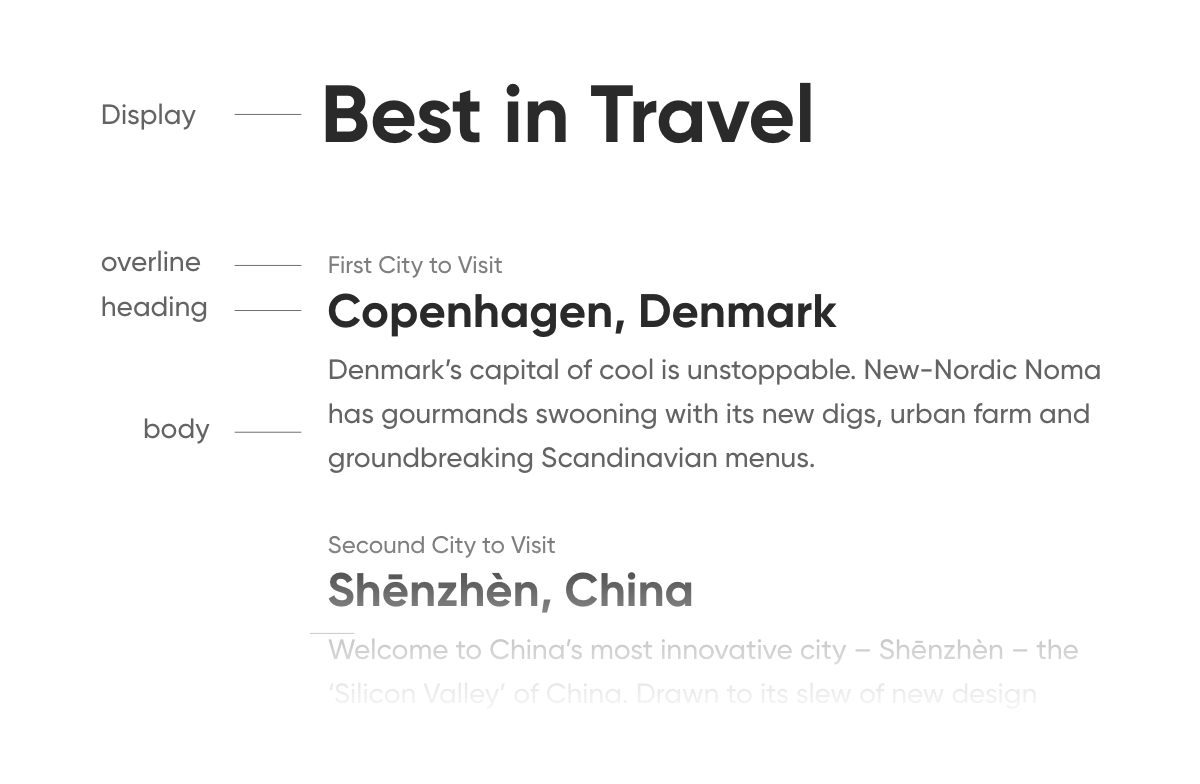 Display
Best in Travel
overline
First City to Visit
heading
Copenhagen, Denmark
Denmark’s capital of cool is unstoppable. New-Nordic Noma
has gourmands swooning with its new digs, urban farm and
body
groundbreaking Scandinavian menus.
Secound City to Visit
Shēnzhèn, China
Welcome to China’s most innovative city – Shēnzhèn – the
‘Silicon Valley’ of China. Drawn to its slew of new design